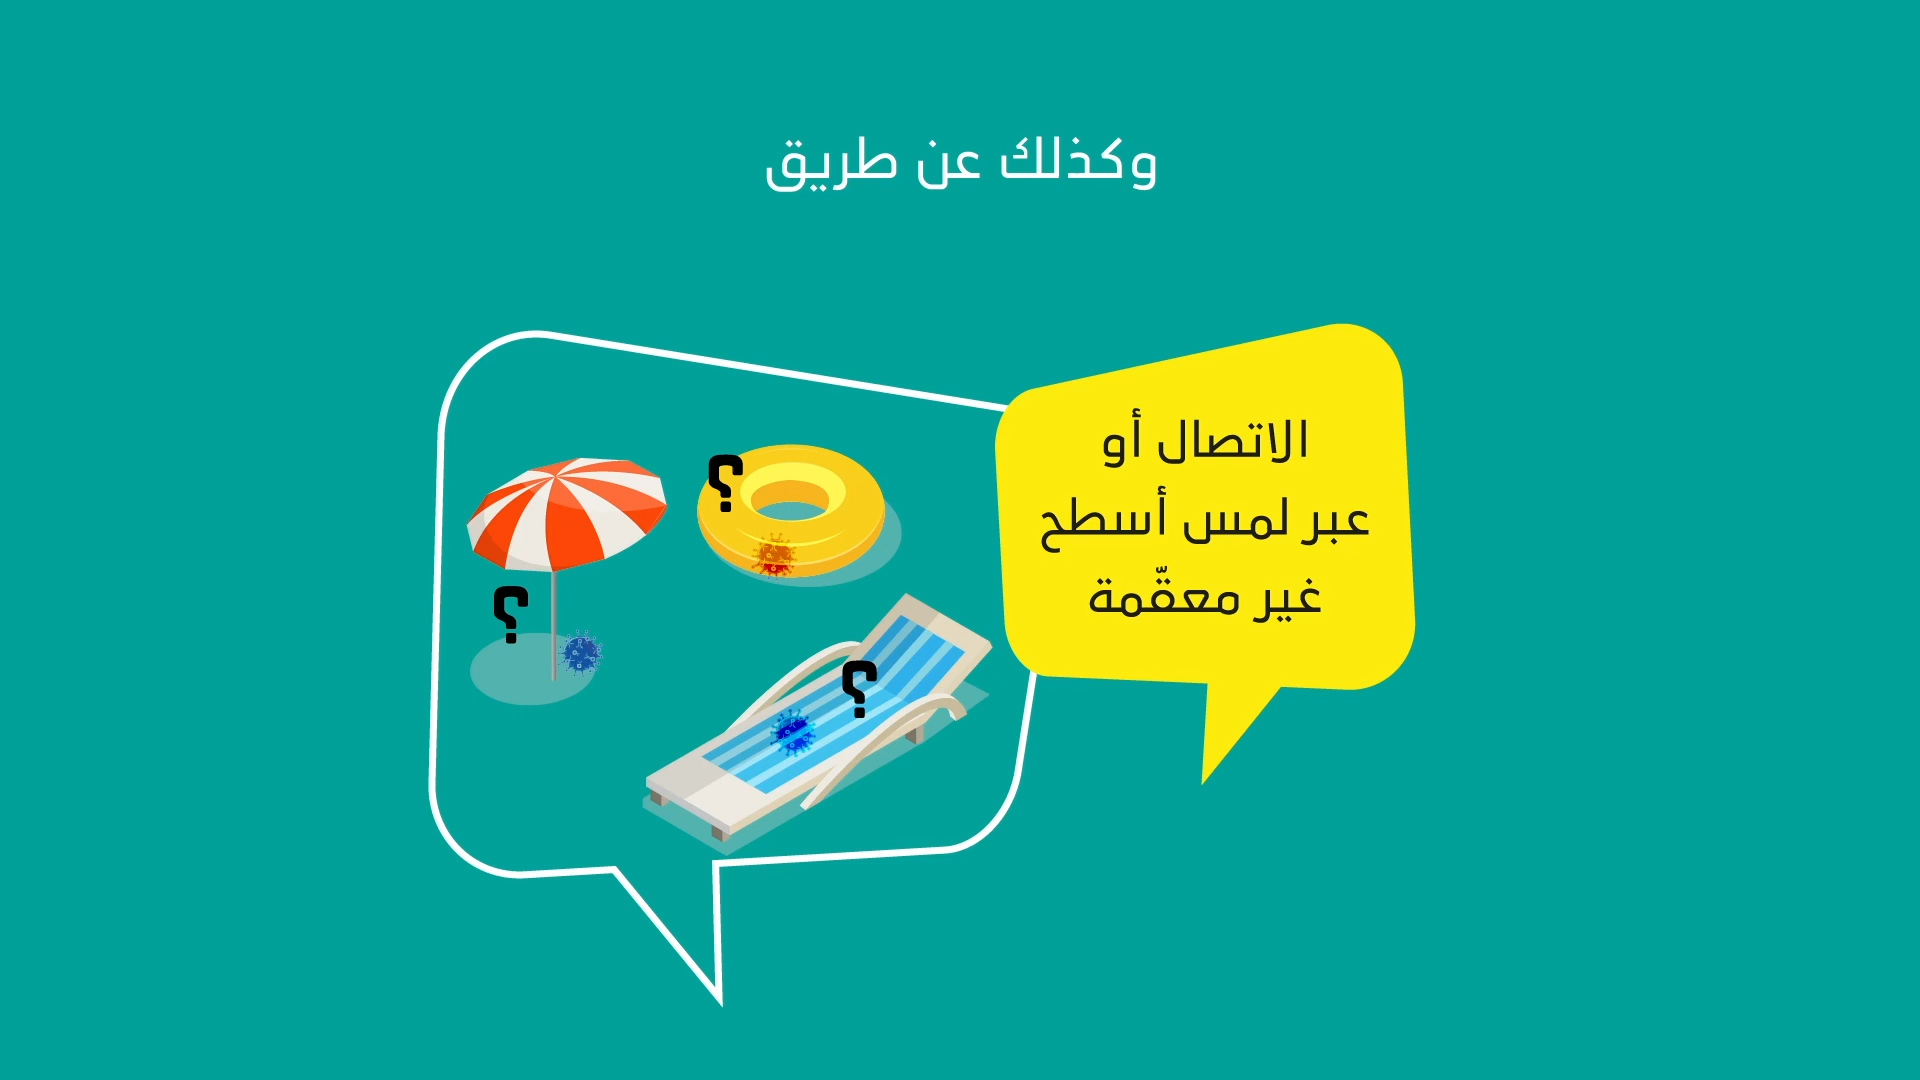 وكذلك عن طريق
الاتصال أو
عبر لمس أسطح
غير معقّمة
؟
؟
؟